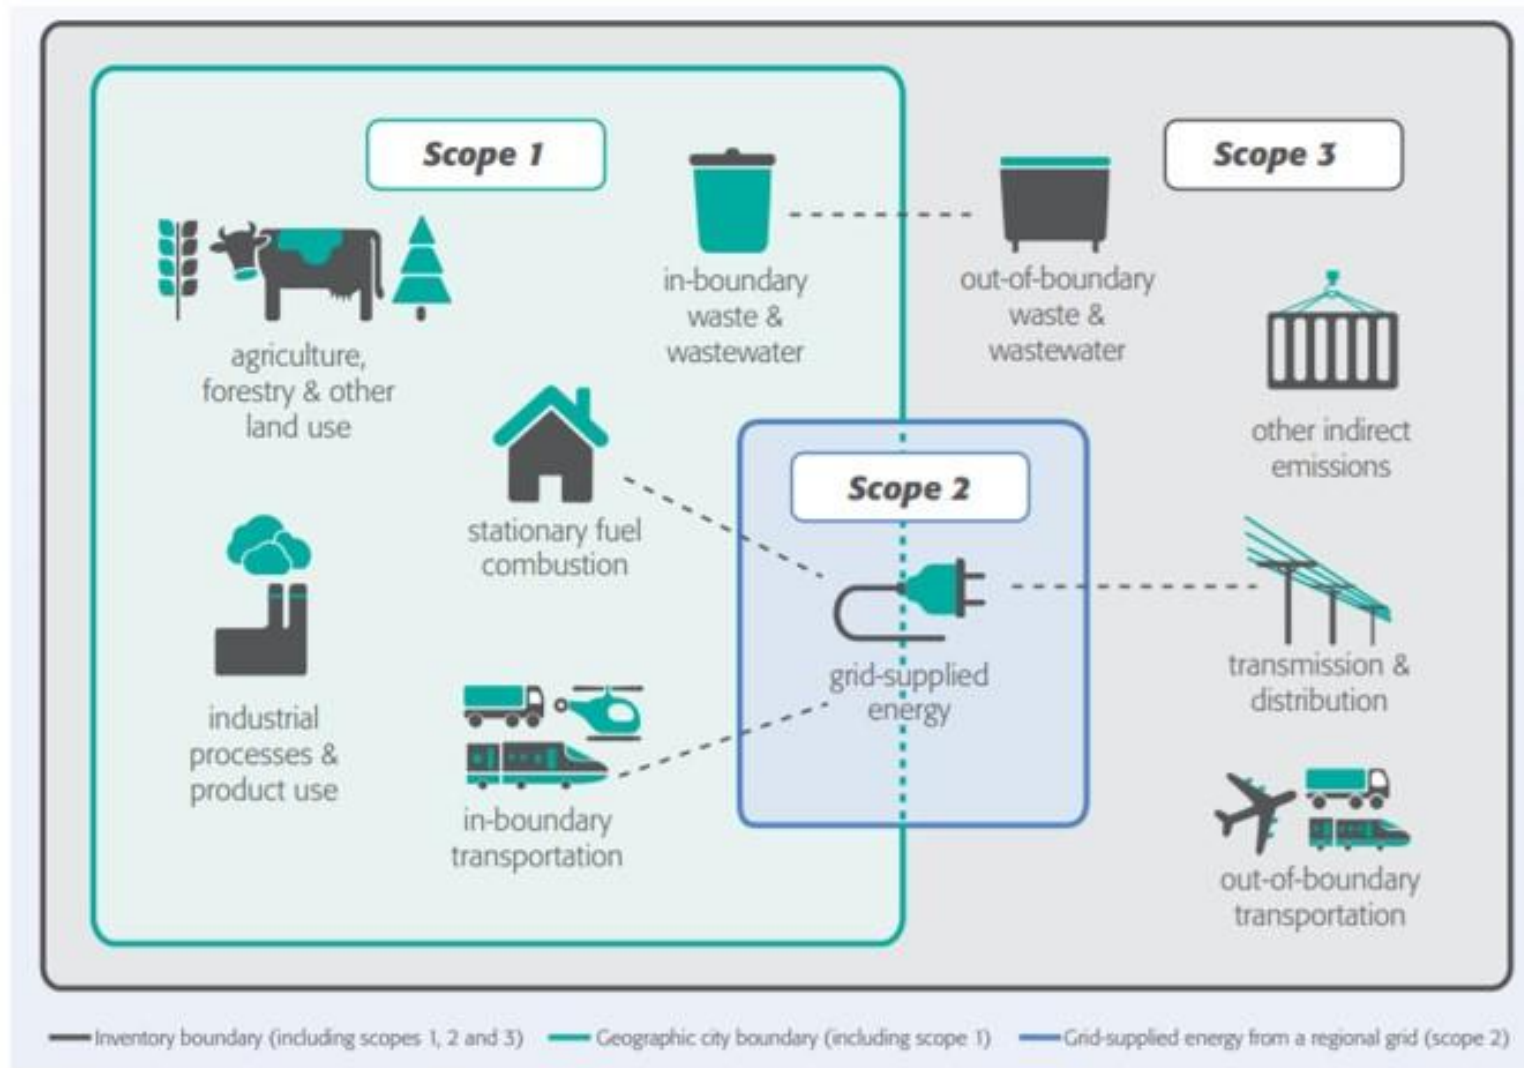 Scope 1
Scope 3
in-boundary
waste &
wastewater
out-of-boundary
waste &
wastewater
agriculture,
forestry & other
land use
other indirect
emissions
Scope 2
stationary fuel
combustion
grid-supplied
energy
transmission &
distribution
industrial
processes &
product use
in-boundary
transportation
out-of-boundary
transportation
Inventory boundary (including scopes 1, 2 and 3)
Geographic city boundary (including scope 1)
Grid-supplied energy from a regional grid (scope 2)